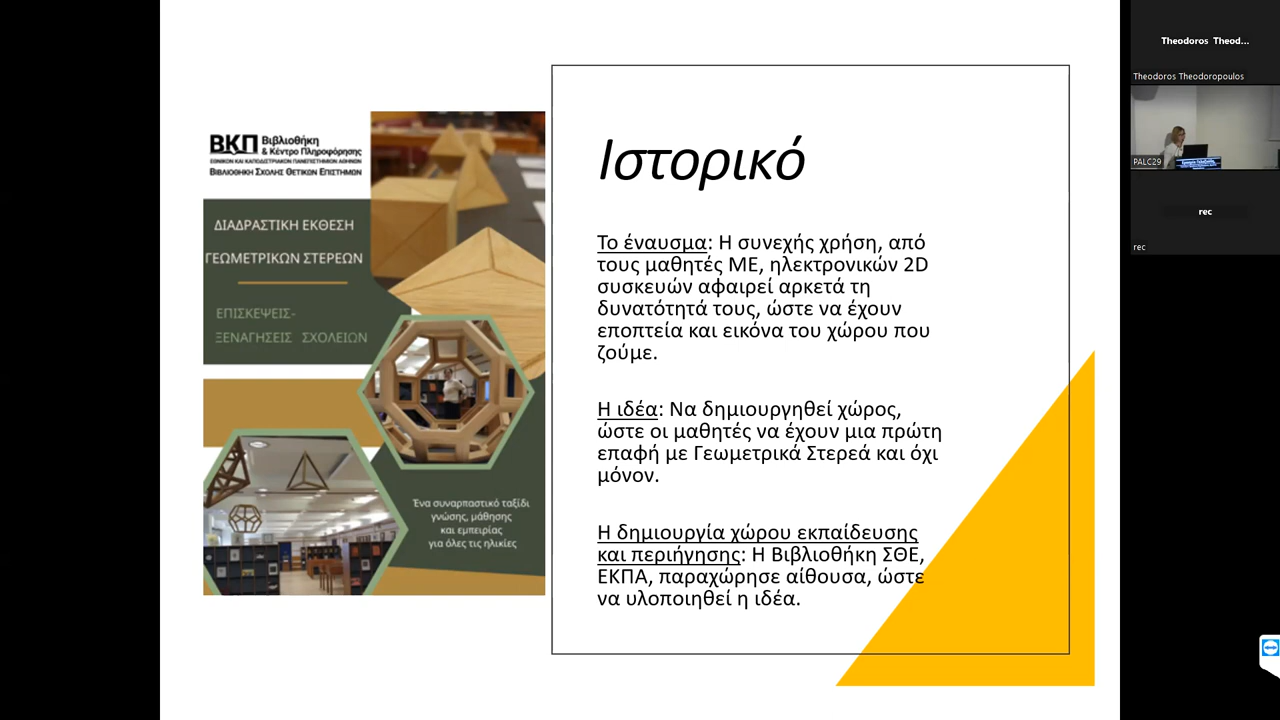 ΒΚΠ Βιβλιοθήκη
& Κέντρο Πληροφόρησης
ΕΘΝΙΚΟΝ ΚΑΙ ΚΑΠΟΔΙΣΤΡΙΑΚΟΝ ΠΑΝΕΠΙΣΤΗΜΙΟΝ ΑΘΗΝΩΝ
ΒΙΒΛΙΟΘΗΚΗ ΣΧΟΛΗΣ ΘΕΤΙΚΩΝ ΕΠΙΣΤΗΜΩΝ
ΔΙΑΔΡΑΣΤΙΚΗ ΕΚΘΕΣΗ
ΓΕΩΜΕΤΡΙΚΩΝ ΣΤΕΡΕΩΝ
ΕΠΙΣΚΕΨΕΙΣ-
ΞΕΝΑΓΗΣΕΙΣ ΣΧΟΛΕΙΩΝ
Ένα συναρπαστικό ταξίδι
γνώσης, μάθησης
και εμπειρίας
για όλες τις ηλικίες
Ιστορικό
Το έναυσμα: Η συνεχής χρήση, από
τους μαθητές ΜΕ, ηλεκτρονικών 2D
συσκευών αφαιρεί αρκετά τη
δυνατότητά τους, ώστε να έχουν
εποπτεία και εικόνα του χώρου που
ζούμε.
Η ιδέα: Να δημιουργηθεί χώρος,
ώστε οι μαθητές να έχουν μια πρώτη
επαφή με Γεωμετρικά Στερεά και όχι
μόνον.
Η δημιουργία χώρου εκπαίδευσης
και περιήγησης: Η Βιβλιοθήκη ΣΘΕ,
ΕΚΠΑ, παραχώρησε αίθουσα, ώστε
να υλοποιηθεί η ιδέα.
Theodoros Theod...
Theodoros Theodoropoulos
PALC29
rec
rec